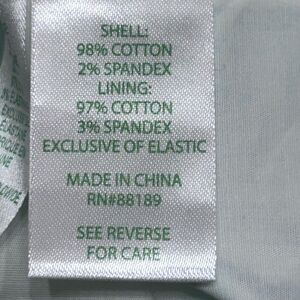 SHELL:
98% COTTON
2% SPANDEX
LINING:
97% COTTON
3% SPANDEX
EXCLUSIVE OF ELASTIC
MADE IN CHINA
RN#88189
SEE REVERSE
FOR CARE